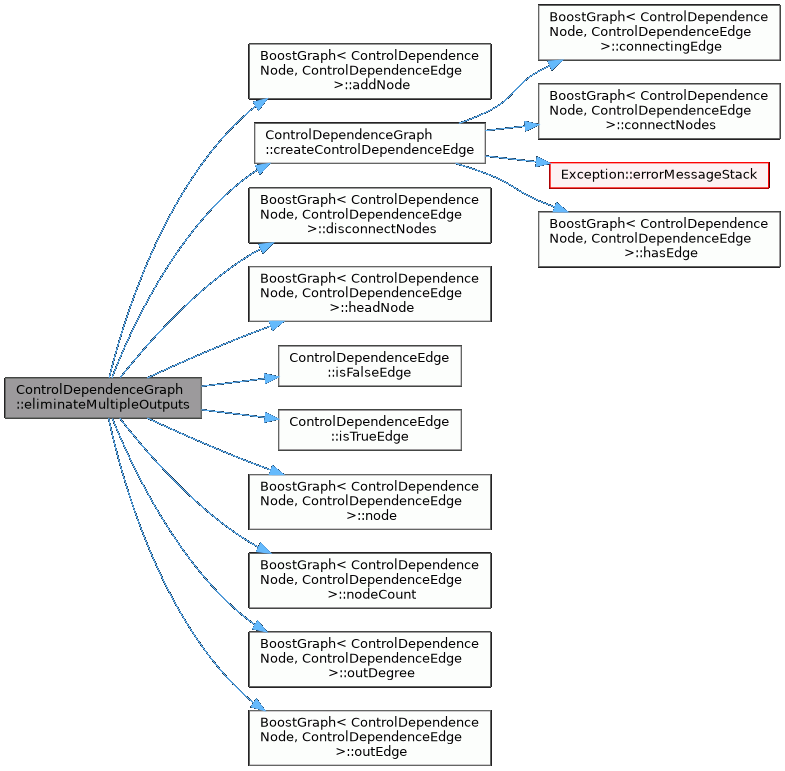 BoostGraph< ControlDependence
Node, ControlDependenceEdge
>::connectingEdge
BoostGraph< ControlDependence
Node, ControlDependenceEdge
>::addNode
BoostGraph< ControlDependence
Node, ControlDependenceEdge
>::connectNodes
ControlDependenceGraph
::createControlDependenceEdge
Exception::errorMessageStack
BoostGraph< ControlDependence
Node, ControlDependenceEdge
>::disconnectNodes
BoostGraph< ControlDependence
Node, ControlDependenceEdge
>::hasEdge
BoostGraph< ControlDependence
Node, ControlDependenceEdge
>::headNode
ControlDependenceEdge
::isFalseEdge
ControlDependenceGraph
::eliminateMultipleOutputs
ControlDependenceEdge
::isTrueEdge
BoostGraph< ControlDependence
Node, ControlDependenceEdge
>::node
BoostGraph< ControlDependence
Node, ControlDependenceEdge
>::nodeCount
BoostGraph< ControlDependence
Node, ControlDependenceEdge
>::outDegree
BoostGraph< ControlDependence
Node, ControlDependenceEdge
>::outEdge